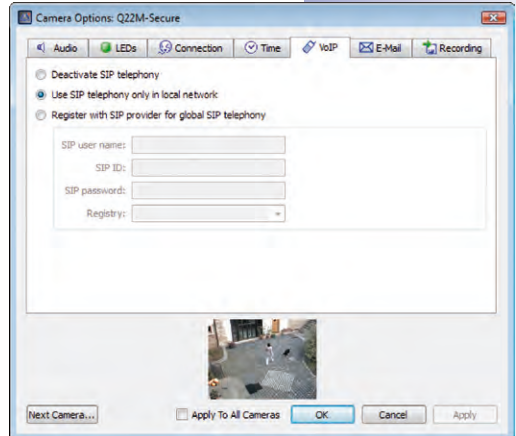 Camera Options: Q22M-Secure
Audio LEDs Connection Time VoIP E-Mail Recording
Deactivate SIP telephony
Use SIP telephony only in local network
Register with SIP provider for global SIP telephony
SIP user name:
SIP ID:
SIP password:
Registry:
Next Camera... Apply To All Cameras OK Cancel Apply